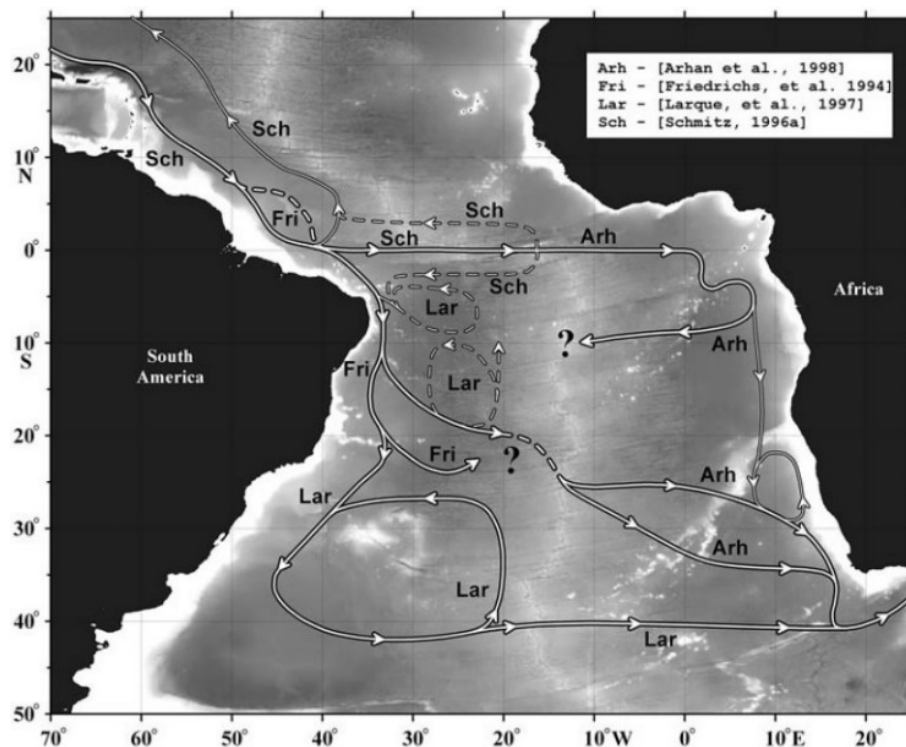 Arh - [Arhan et al., 1998]
Fri - [Friedrichs, et al. 1994]
Lar - [Larque, et al., 1997]
Sch - [Schmitz, 1996a]
20°
Sch
10°
Sch
N
Fri
Sch
0°
Sch
Arh
Sch
Africa
Lar
10°
?
Arh
S
South
America
Fri
Lar
20°
Fri
?
Arh
Lar
30°
Arh
Lar
40°
Lar
50°
70° 60° 50° 40° 30° 20° 10°W 0° 10°E 20°